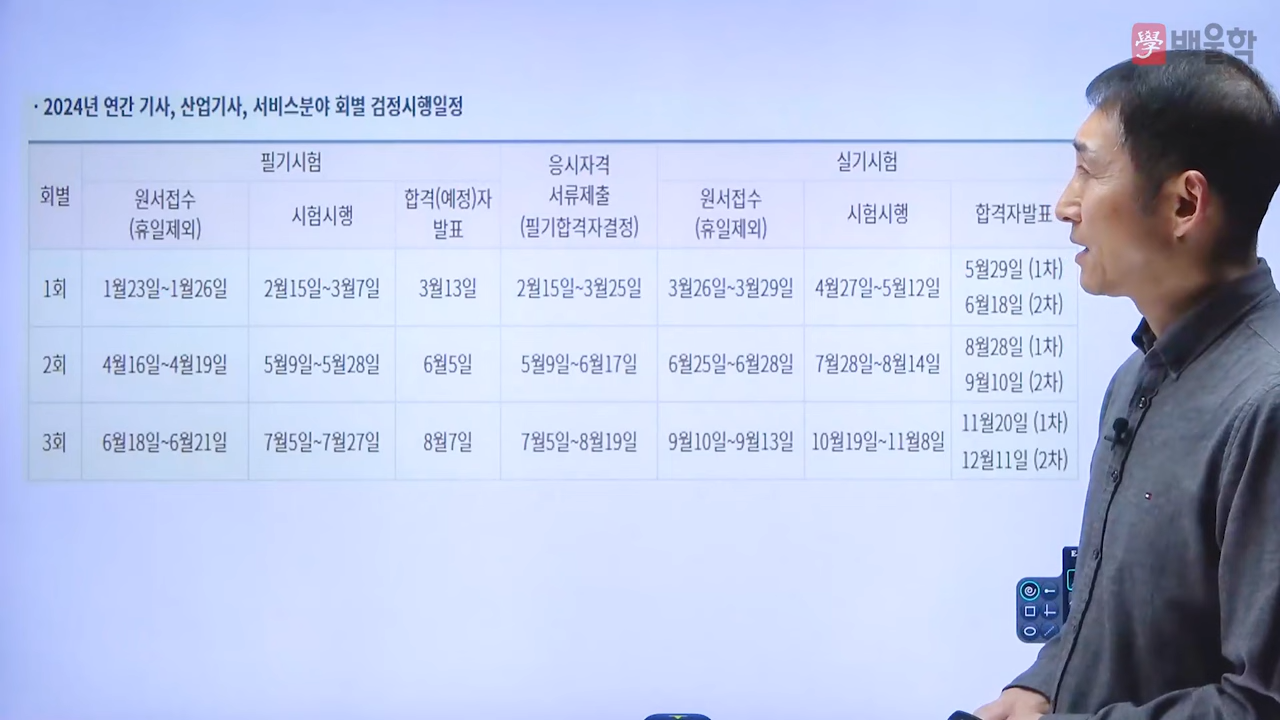 學 배울학
· 2024년 연간 기사, 산업기사, 서비스분야 회별 검정시행일정
회별 필기시험 응시자격 서류제출 (필기합격자결정) 실기시험
원서접수 (휴일제외) 시험시행 합격(예정)자 발표 원서접수 (휴일제외) 시험시행 합격자발표
1회 1월23일~1월26일 2월15일~3월7일 3월13일 2월15일~3월25일 3월26일~3월29일 4월27일~5월12일 5월29일 (1차) 6월18일 (2차)
2회 4월16일~4월19일 5월9일~5월28일 6월5일 5월9일~6월17일 6월25일~6월28일 7월28일~8월14일 8월28일 (1차) 9월10일 (2차)
3회 6월18일~6월21일 7월5일~7월27일 8월7일 7월5일~8월19일 9월10일~9월13일 10월19일~11월8일 11월20일 (1차) 12월11일 (2차)